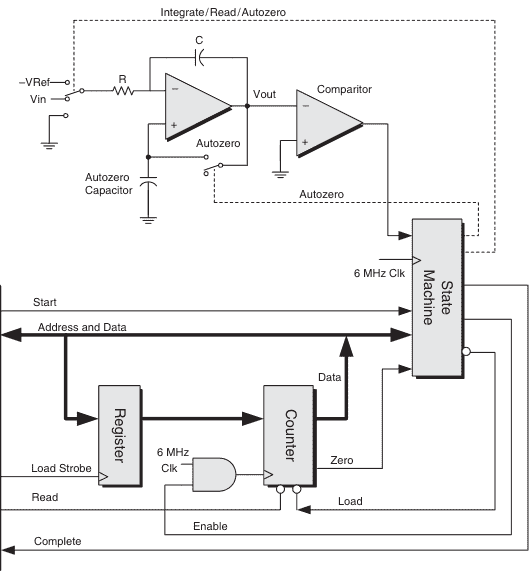 Integrate/Read/Autozero
C
R
–VRef
Vin
−
+
Vout
−
+
Comparitor
Autozero
Autozero
Capacitor
Autozero
6 MHz Clk
State
Machine
Start
Address and Data
Data
Register
Counter
6 MHz
Clk
Zero
Load Strobe
Read
Load
Enable
Complete